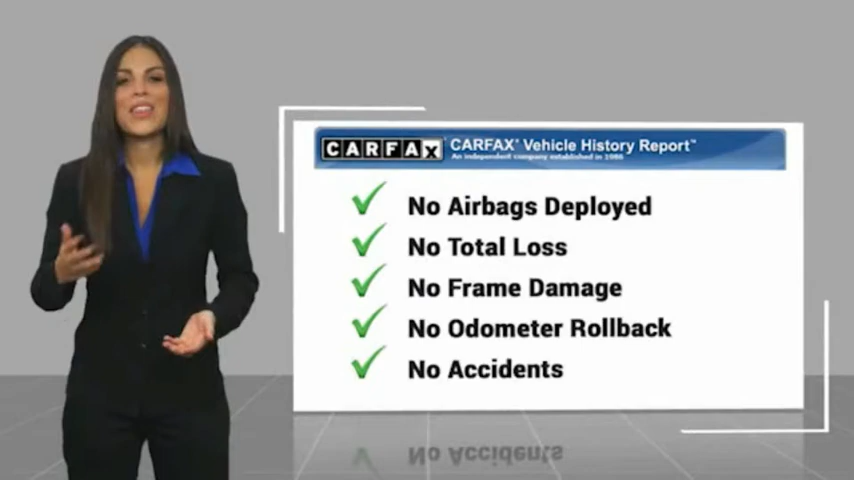 CARFAX CARFAX® Vehicle History Report™
An independent company established in 1986
No Airbags Deployed
No Total Loss
No Frame Damage
No Odometer Rollback
No Accidents
No Accidents